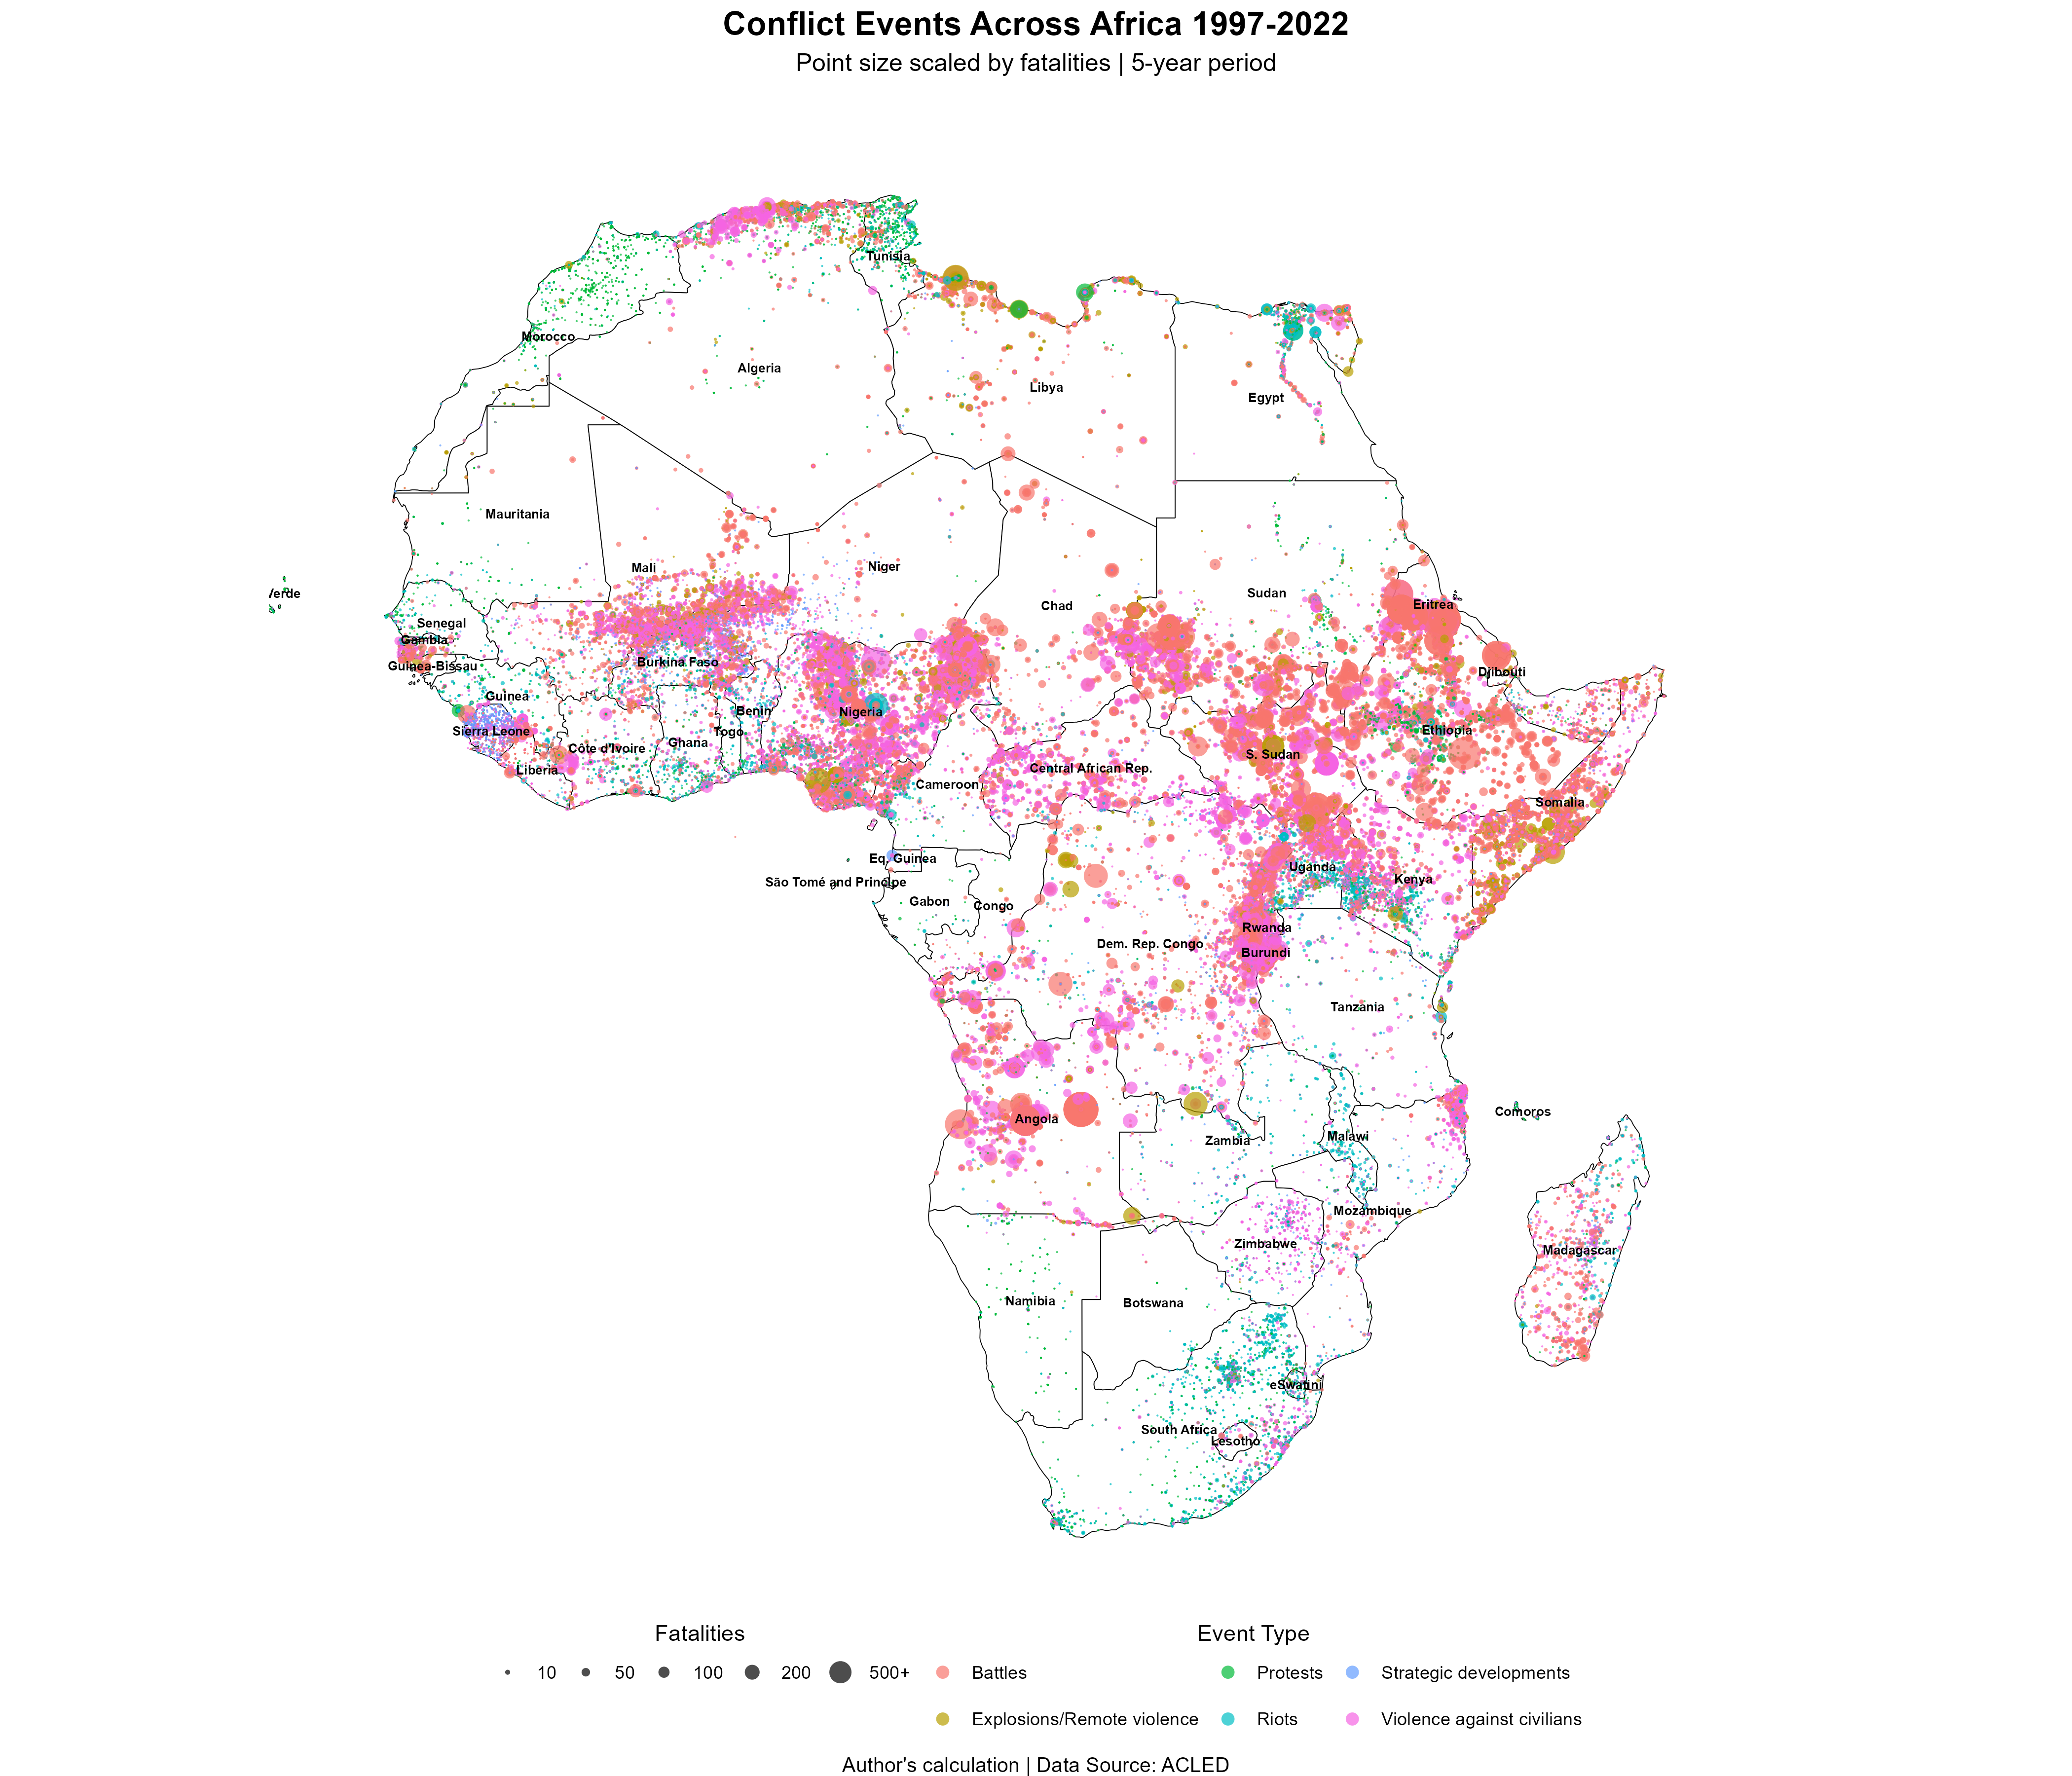 Conflict Events Across Africa 1997-2022
Point size scaled by fatalities | 5-year period
Tunisia
Morocco
Algeria
Libya
Egypt
Mauritania
Mali
Niger
Chad
Sudan
Eritrea
Verde
Senegal
Gambia
Guinea-Bissau
Burkina Faso
Djibouti
Guinea
Sierra Leone
Benin
Nigeria
Togo
Ghana
Côte d'Ivoire
Liberia
Ethiopia
S. Sudan
Central African Rep.
Cameroon
Somalia
Eq. Guinea
São Tomé and Principe
Uganda
Kenya
Gabon
Congo
Rwanda
Dem. Rep. Congo
Burundi
Tanzania
Angola
Comoros
Zambia
Malawi
Mozambique
Zimbabwe
Madagascar
Namibia
Botswana
eSwatini
South Africa
Lesotho
Fatalities
10 50 100 200 500+
Event Type
Battles Protests Strategic developments
Explosions/Remote violence Riots Violence against civilians
Author's calculation | Data Source: ACLED